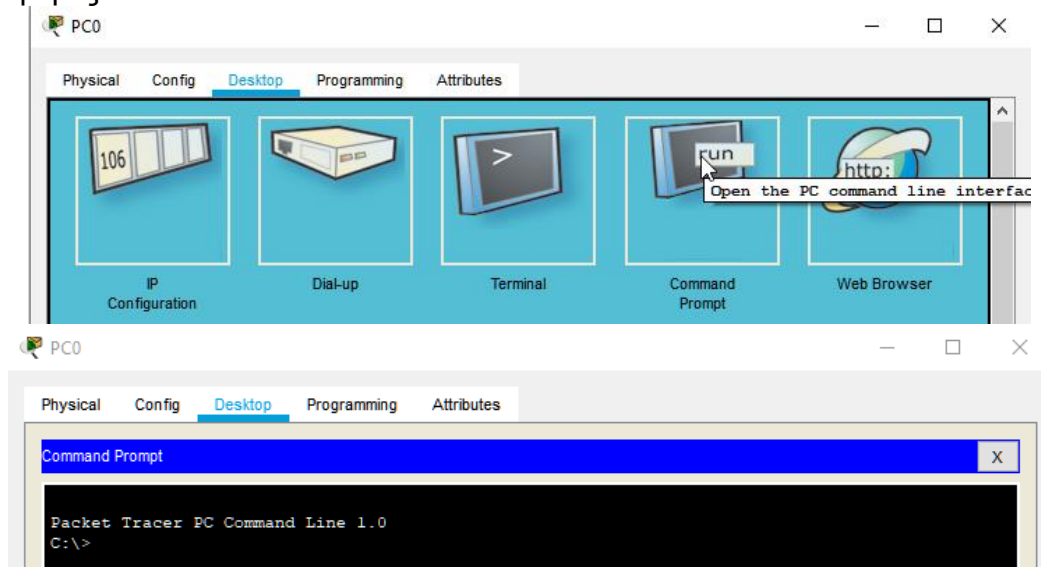 PC0
Physical Config Desktop Programming Attributes
106
>
run
http:
Open the PC command line interfac
IP
Configuration
Dial-up
Terminal
Command
Prompt
Web Browser
PC0
Physical Config Desktop Programming Attributes
Command Prompt
X
Packet Tracer PC Command Line 1.0
C:\>